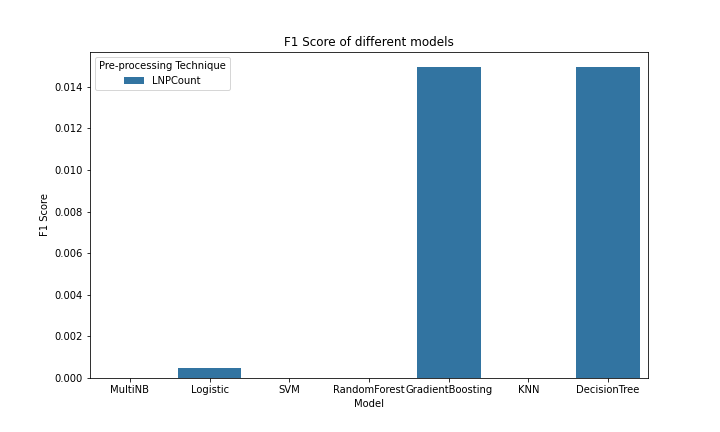 F1 Score of different models
Pre-processing Technique
LNPCount
F1 Score
0.014
0.012
0.010
0.008
0.006
0.004
0.002
0.000
MultiNB Logistic SVM RandomForest GradientBoosting KNN DecisionTree
Model